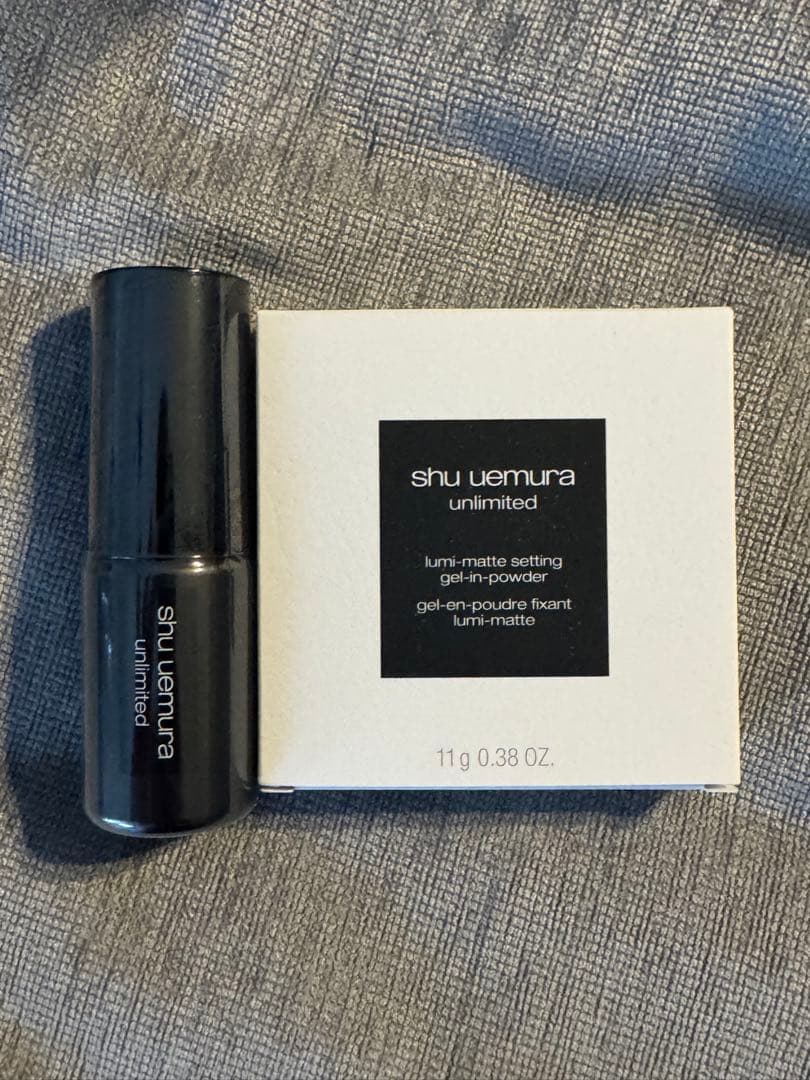 shu uemura
unlimited
shu uemura
unlimited
lumi-matte setting
gel-in-powder
gel-en-poudre fixant
lumi-matte
11 g 0.38 OZ.